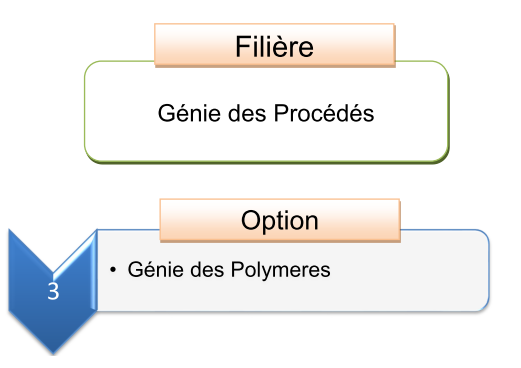 Filière
Génie des Procédés
Option
3
• Génie des Polymeres